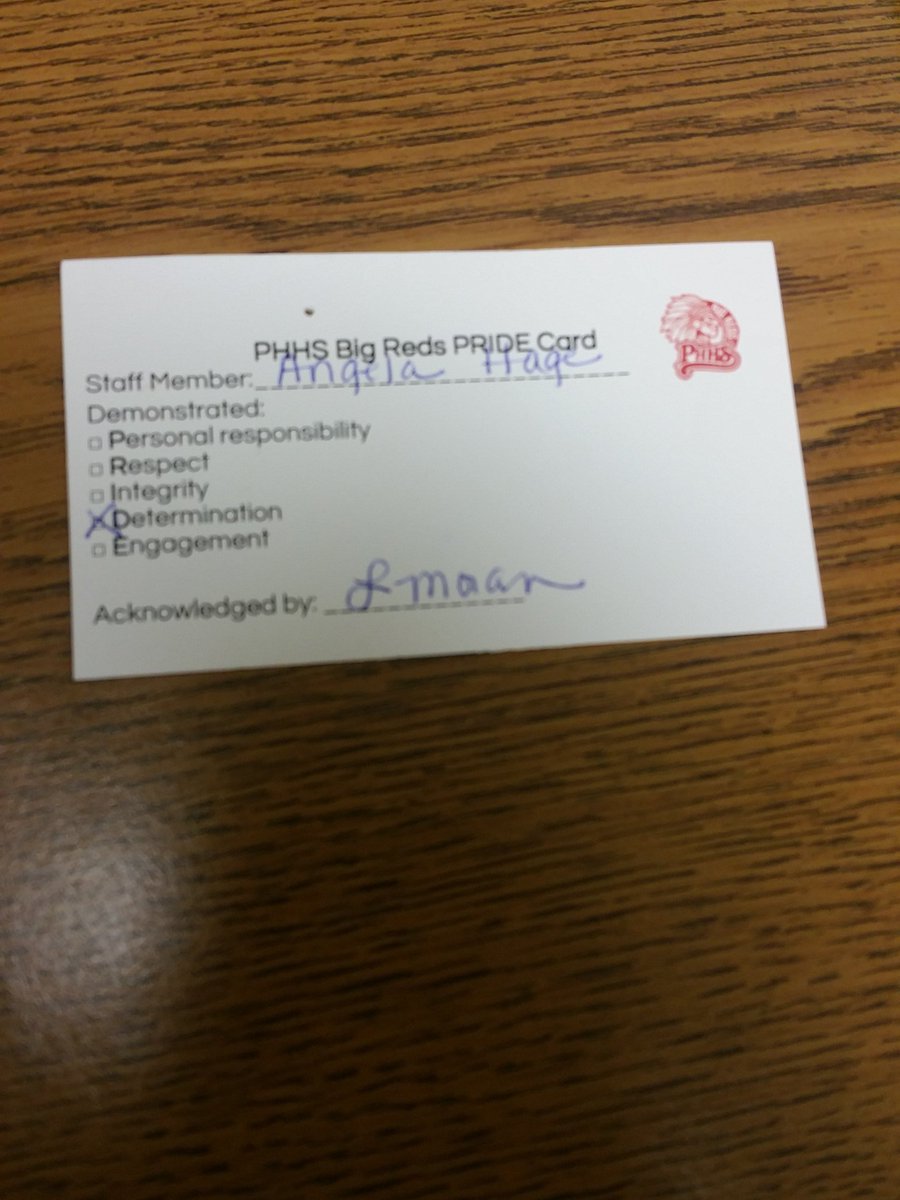 PHHS Big Reds PRIDE Card
Staff Member: Angela Hage
Demonstrated:
Personal responsibility
Respect
Integrity
Determination
Engagement
Acknowledged by: L Maan
PHHS